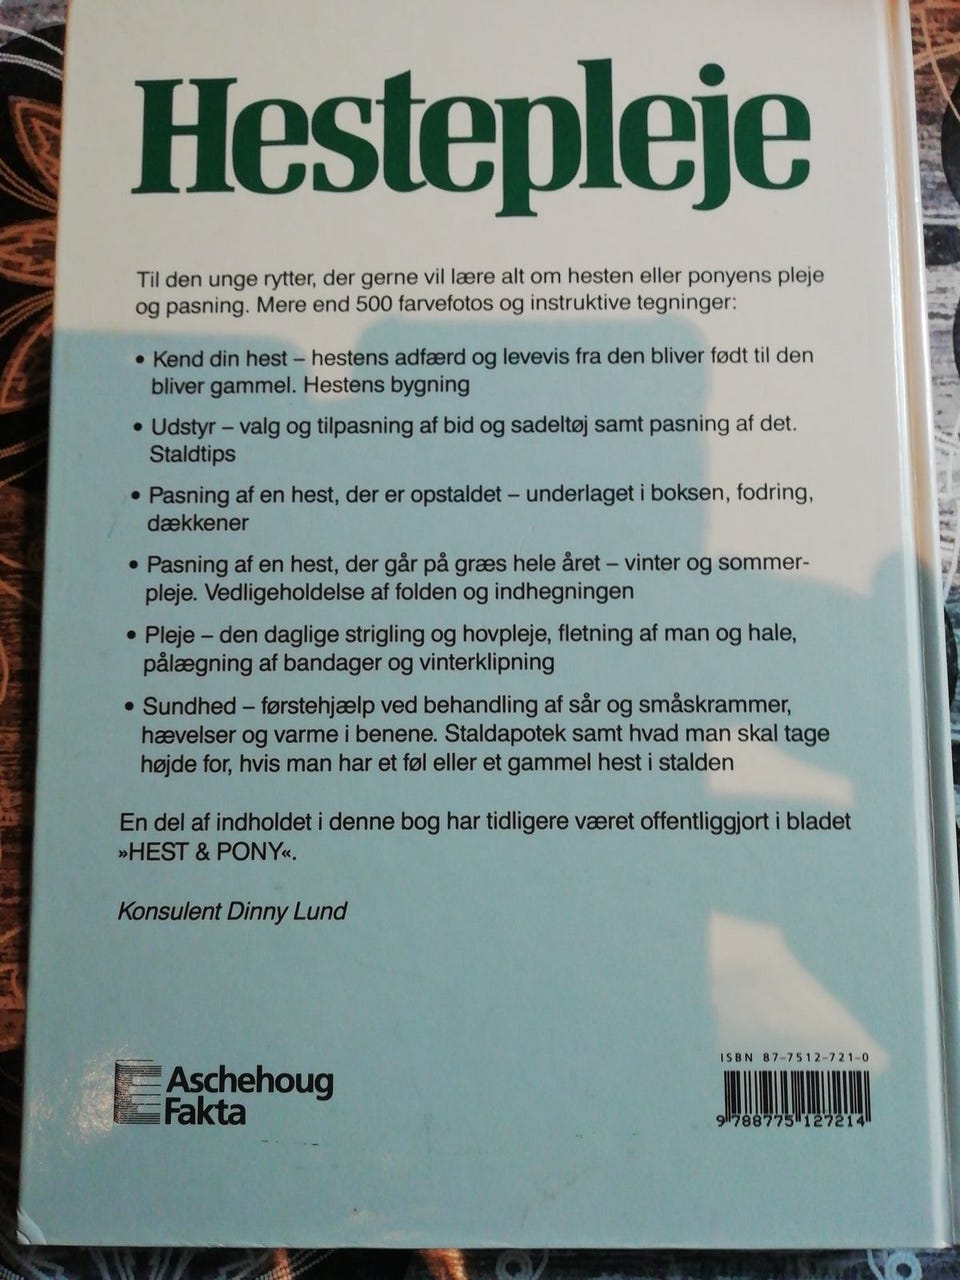 Hestepleje
Til den unge rytter, der gerne vil lære alt om hesten eller ponyens pleje
og pasning. Mere end 500 farvefotos og instruktive tegninger:
• Kend din hest – hestens adfærd og levevis fra den bliver født til den
bliver gammel. Hestens bygning
• Udstyr – valg og tilpasning af bid og sadeltøj samt pasning af det.
Staldtips
• Pasning af en hest, der er opstaldet – underlaget i boksen, fodring,
dækkener
• Pasning af en hest, der går på græs hele året – vinter og sommer-
pleje. Vedligeholdelse af folden og indhegningen
• Pleje – den daglige strigling og hovpleje, fletning af man og hale,
pålægning af bandager og vinterklipning
• Sundhed – førstehjælp ved behandling af sår og småskrammer,
hævelser og varme i benene. Staldapotek samt hvad man skal tage
højde for, hvis man har et føl eller et gammel hest i stalden
En del af indholdet i denne bog har tidligere været offentliggjort i bladet
»HEST & PONY«.
Konsulent Dinny Lund
Aschehoug
Fakta
ISBN 87-7512-721-0
9 788775 127214